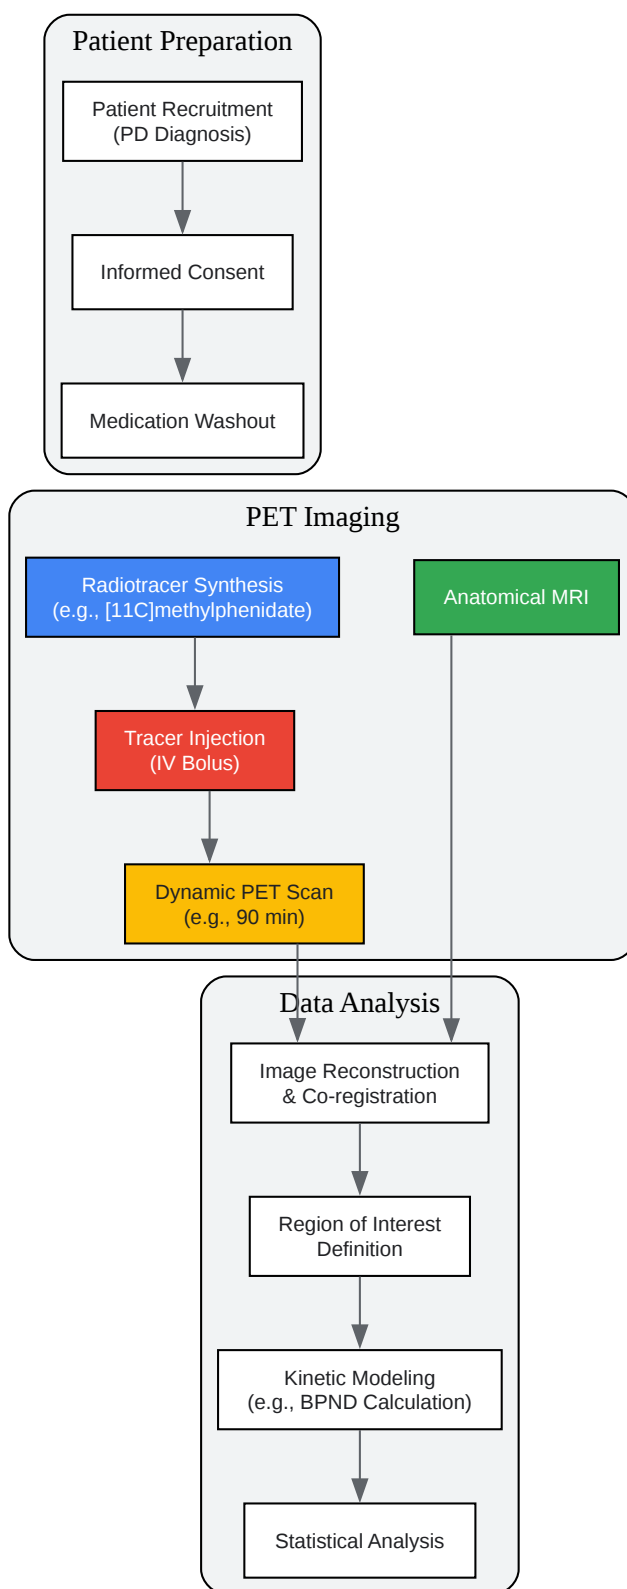 Patient Preparation
Patient Recruitment
(PD Diagnosis)
Informed Consent
Medication Washout
PET Imaging
Radiotracer Synthesis
(e.g., [11C]methylphenidate)
Anatomical MRI
Tracer Injection
(IV Bolus)
Dynamic PET Scan
(e.g., 90 min)
Data Analysis
Image Reconstruction
& Co-registration
Region of Interest
Definition
Kinetic Modeling
(e.g., BPND Calculation)
Statistical Analysis